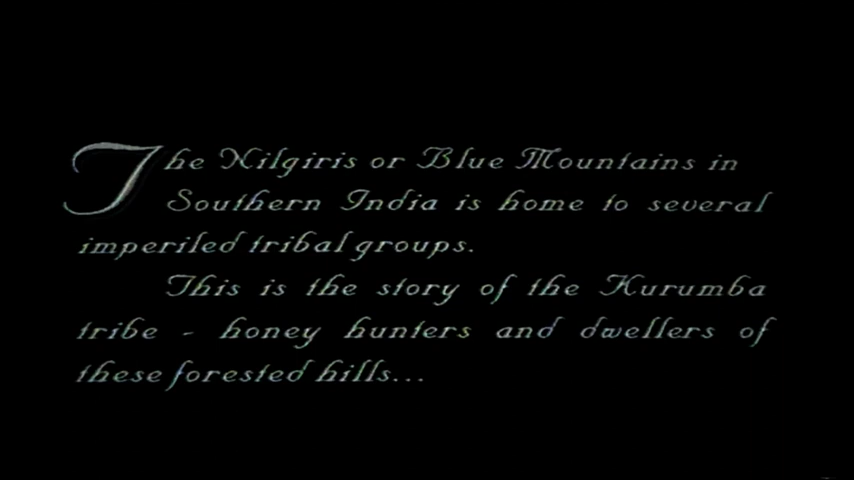 The Nilgiris or Blue Mountains in
Southern India is home to several
imperiled tribal groups.
This is the story of the Kurumba
tribe - honey hunters and dwellers of
these forested hills...